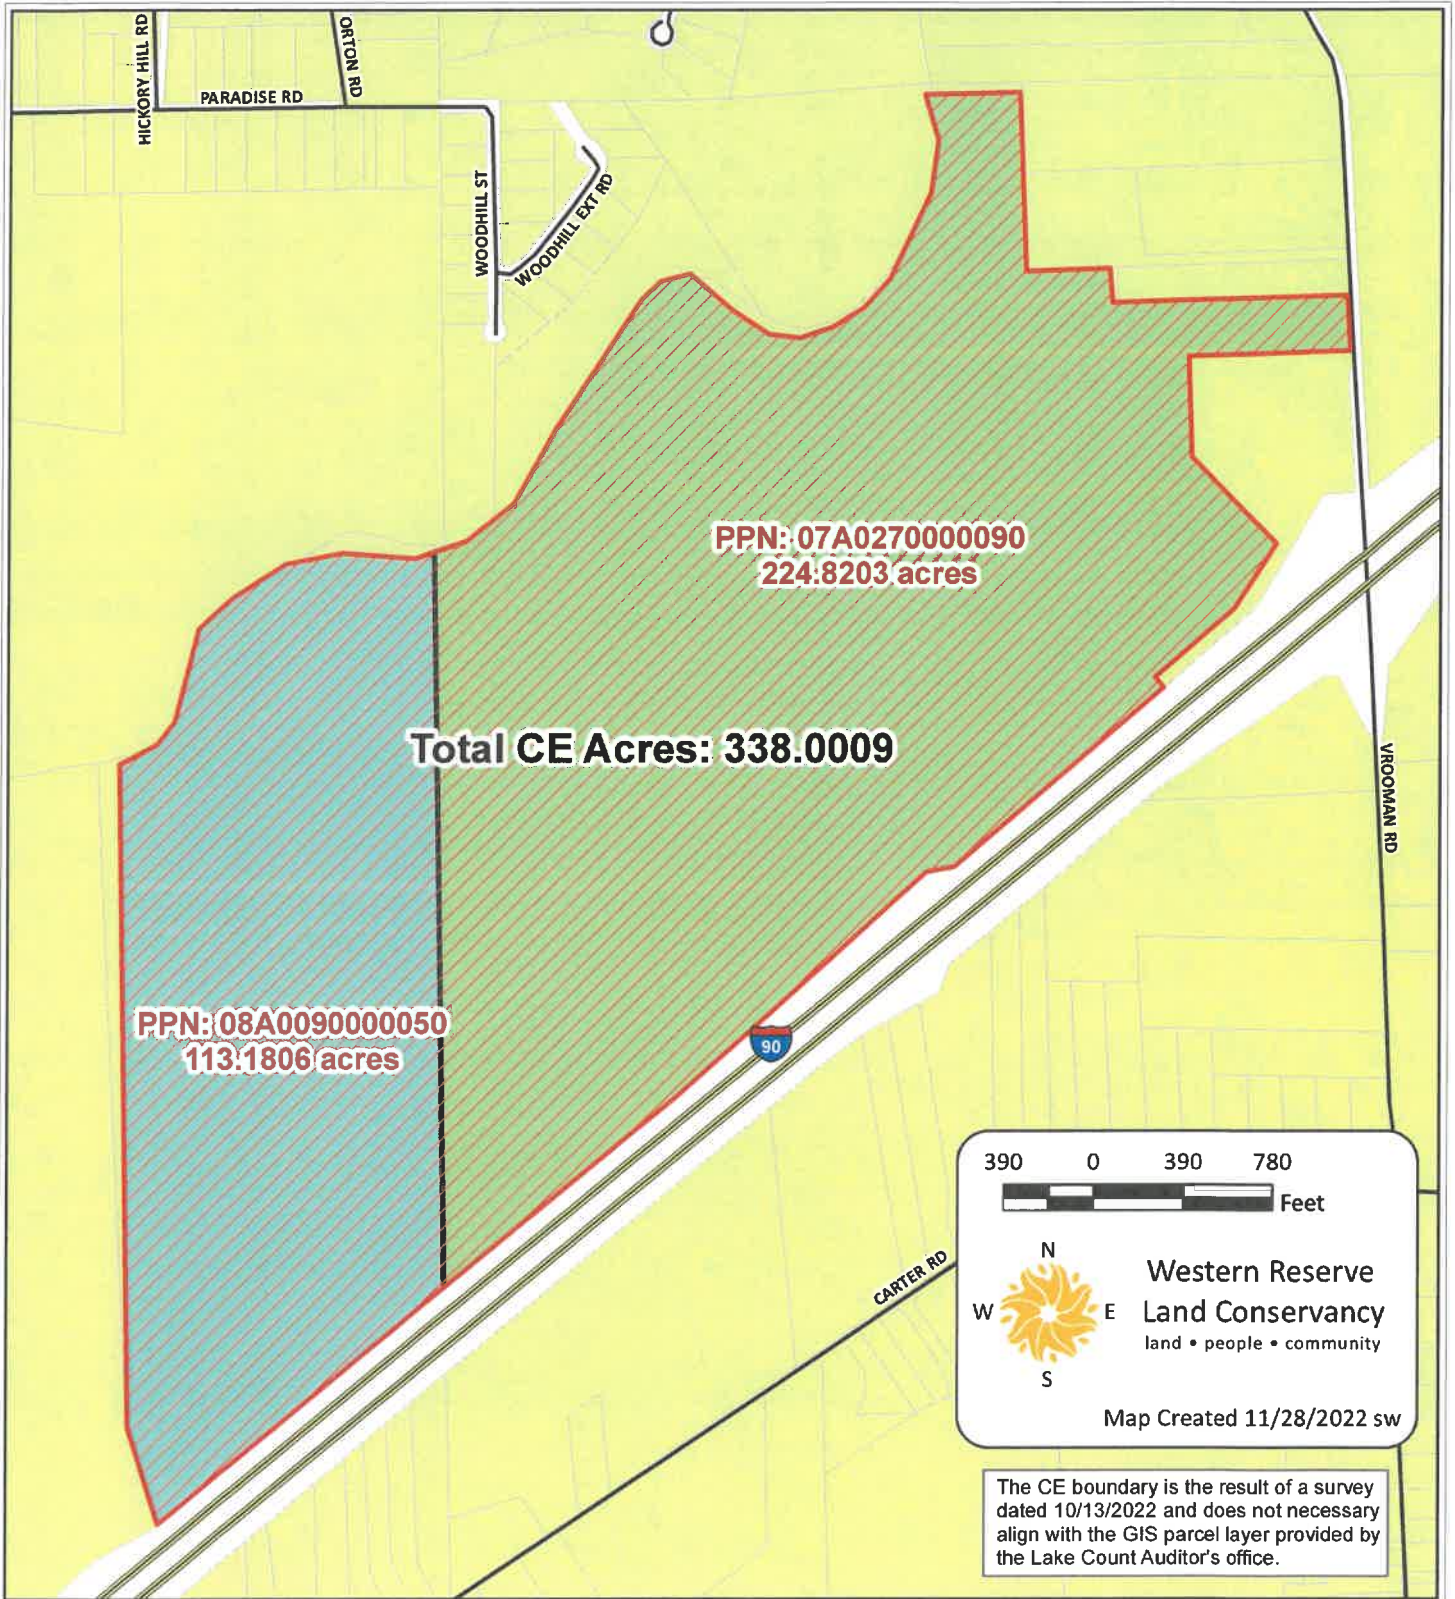 HICKORY HILL RD
ORTON RD
PARADISE RD
WOODHILL ST
WOODHILL EXT RD
PPN: 07A0270000090
224.8203 acres
Total CE Acres: 338.0009
VROOMAN RD
PPN: 08A0090000050
113.1806 acres
90
CARTER RD
390 0 390 780
Feet
N
W E
S
Western Reserve
Land Conservancy
land • people • community
Map Created 11/28/2022 sw
The CE boundary is the result of a survey
dated 10/13/2022 and does not necessary
align with the GIS parcel layer provided by
the Lake Count Auditor's office.